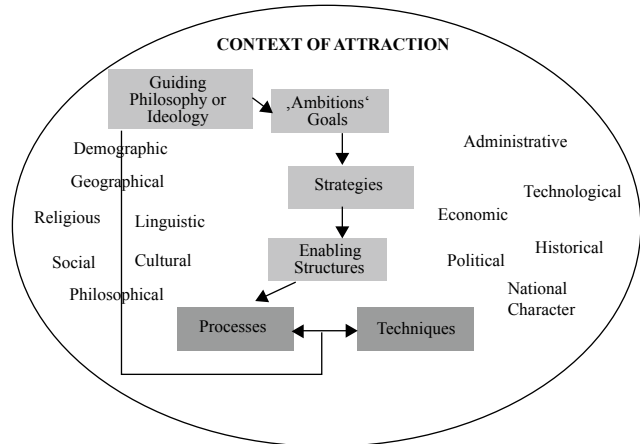 CONTEXT OF ATTRACTION
Guiding
Philosophy or
Ideology
‚Ambitions‘
Goals
Demographic
Administrative
Geographical
Strategies
Technological
Religious
Linguistic
Economic
Enabling
Structures
Historical
Social
Cultural
Political
Philosophical
National
Character
Processes
Techniques